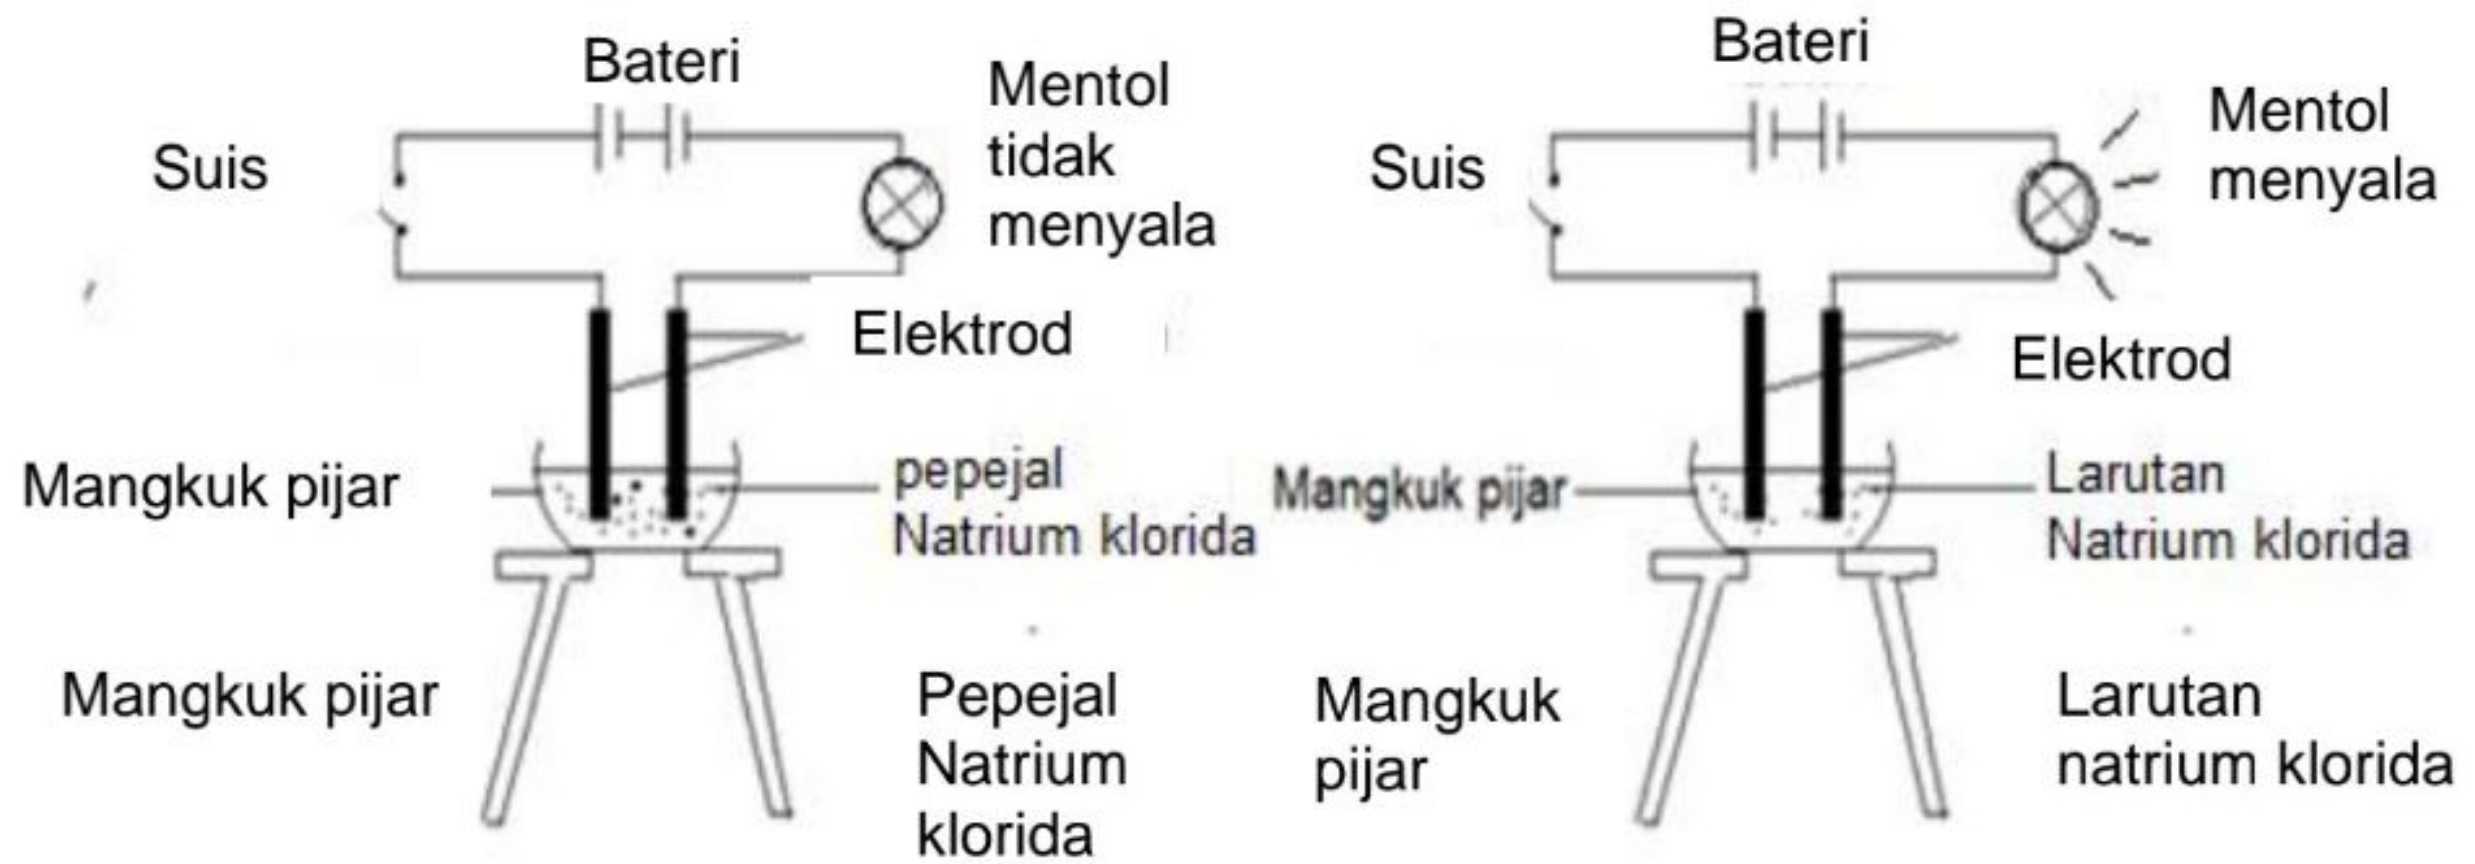 Bateri
Mentol
tidak
menyala
Suis
Elektrod
Mangkuk pijar
pepejal
Natrium klorida
Mangkuk pijar
Pepejal
Natrium
klorida
Bateri
Mentol
menyala
Suis
Elektrod
Mangkuk pijar
Larutan
Natrium klorida
Mangkuk
pijar
Larutan
natrium klorida